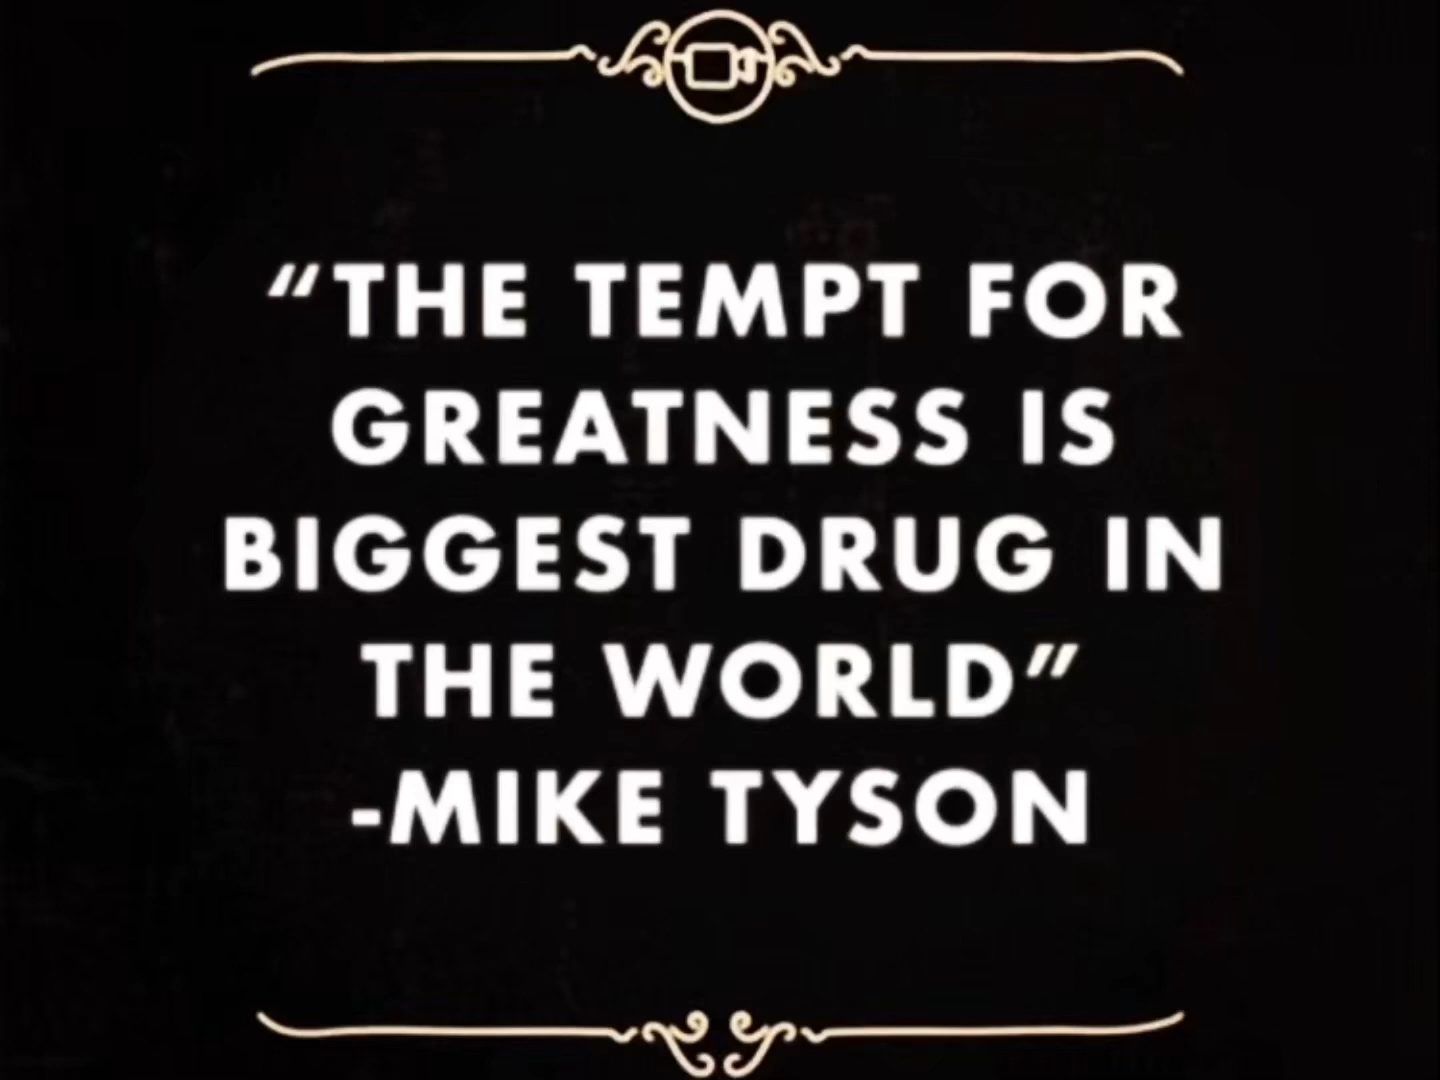 “THE TEMPT FOR
GREATNESS IS
BIGGEST DRUG IN
THE WORLD”
-MIKE TYSON